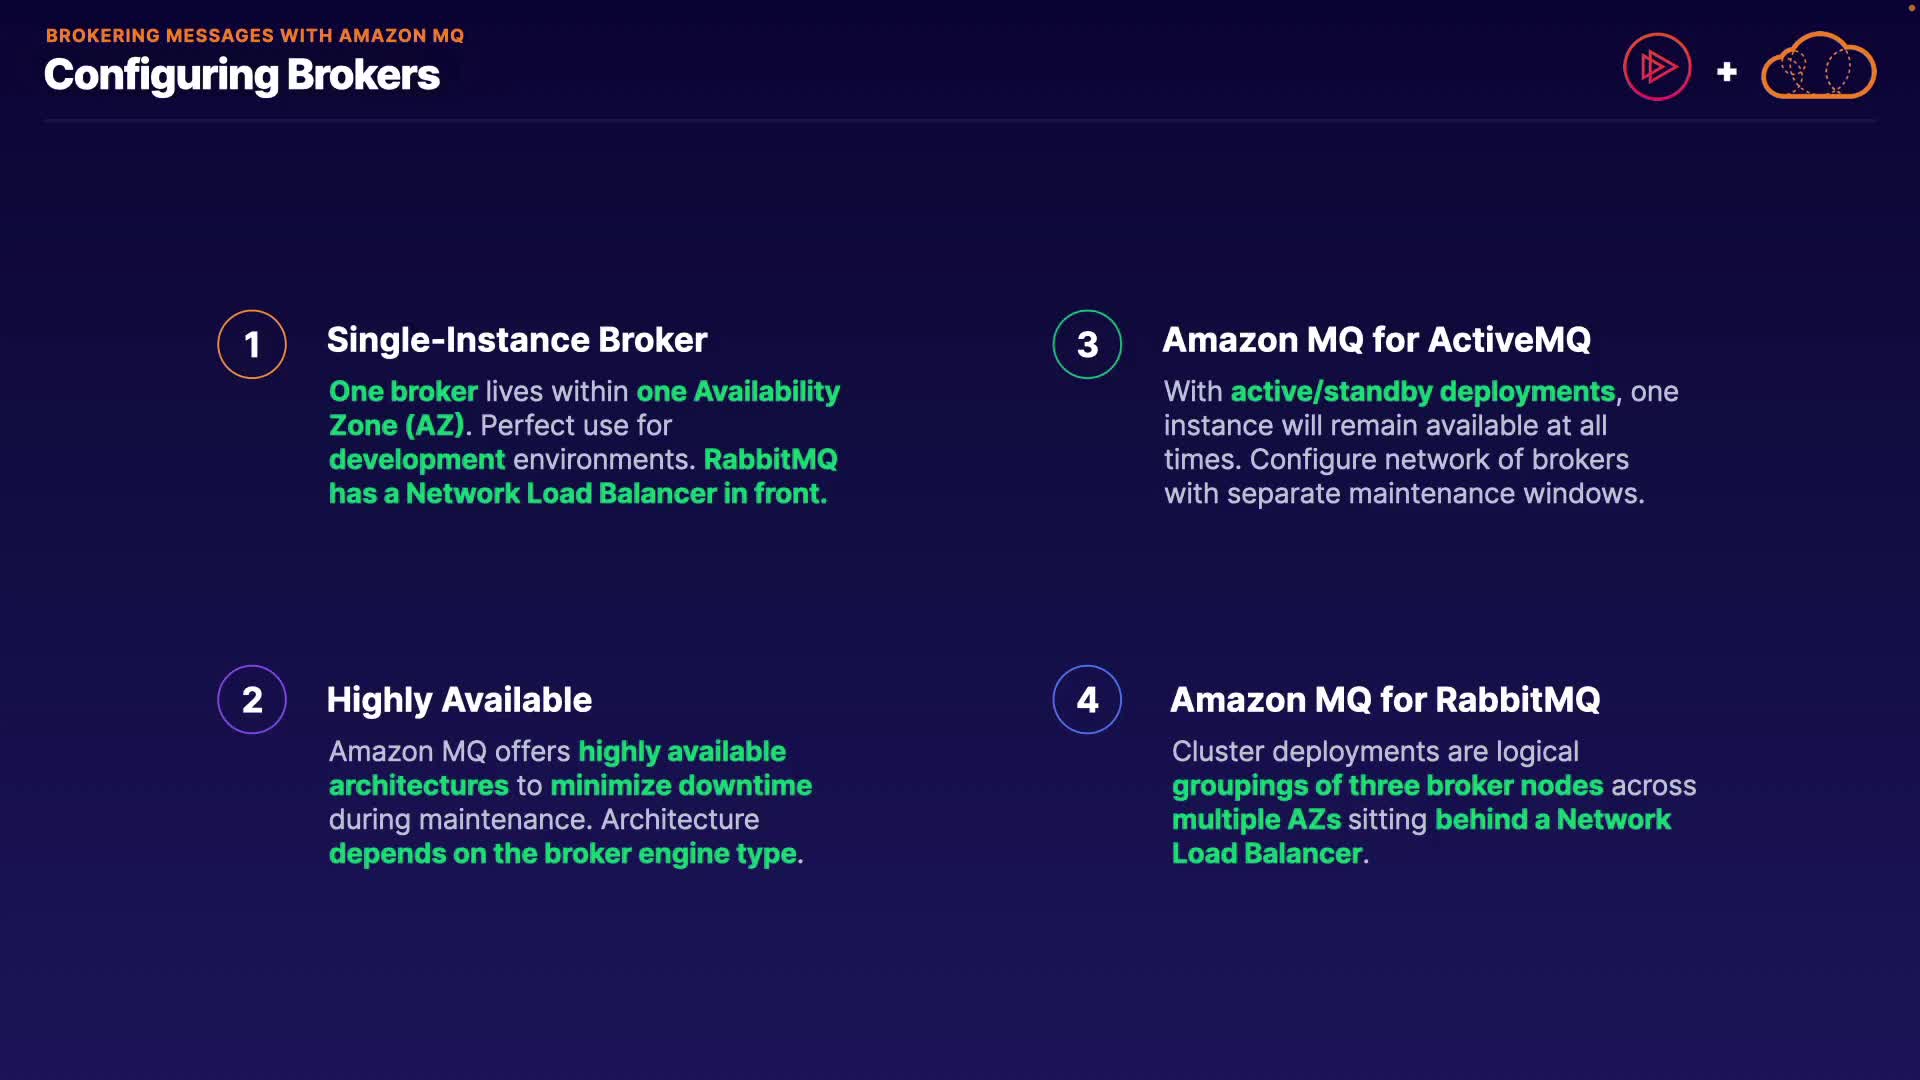 BROKERING MESSAGES WITH AMAZON MQ
Configuring Brokers
1
Single-Instance Broker
One broker lives within one Availability
Zone (AZ). Perfect use for
development environments. RabbitMQ
has a Network Load Balancer in front.
2
Highly Available
Amazon MQ offers highly available
architectures to minimize downtime
during maintenance. Architecture
depends on the broker engine type.
3
Amazon MQ for ActiveMQ
With active/standby deployments, one
instance will remain available at all
times. Configure network of brokers
with separate maintenance windows.
4
Amazon MQ for RabbitMQ
Cluster deployments are logical
groupings of three broker nodes across
multiple AZs sitting behind a Network
Load Balancer.